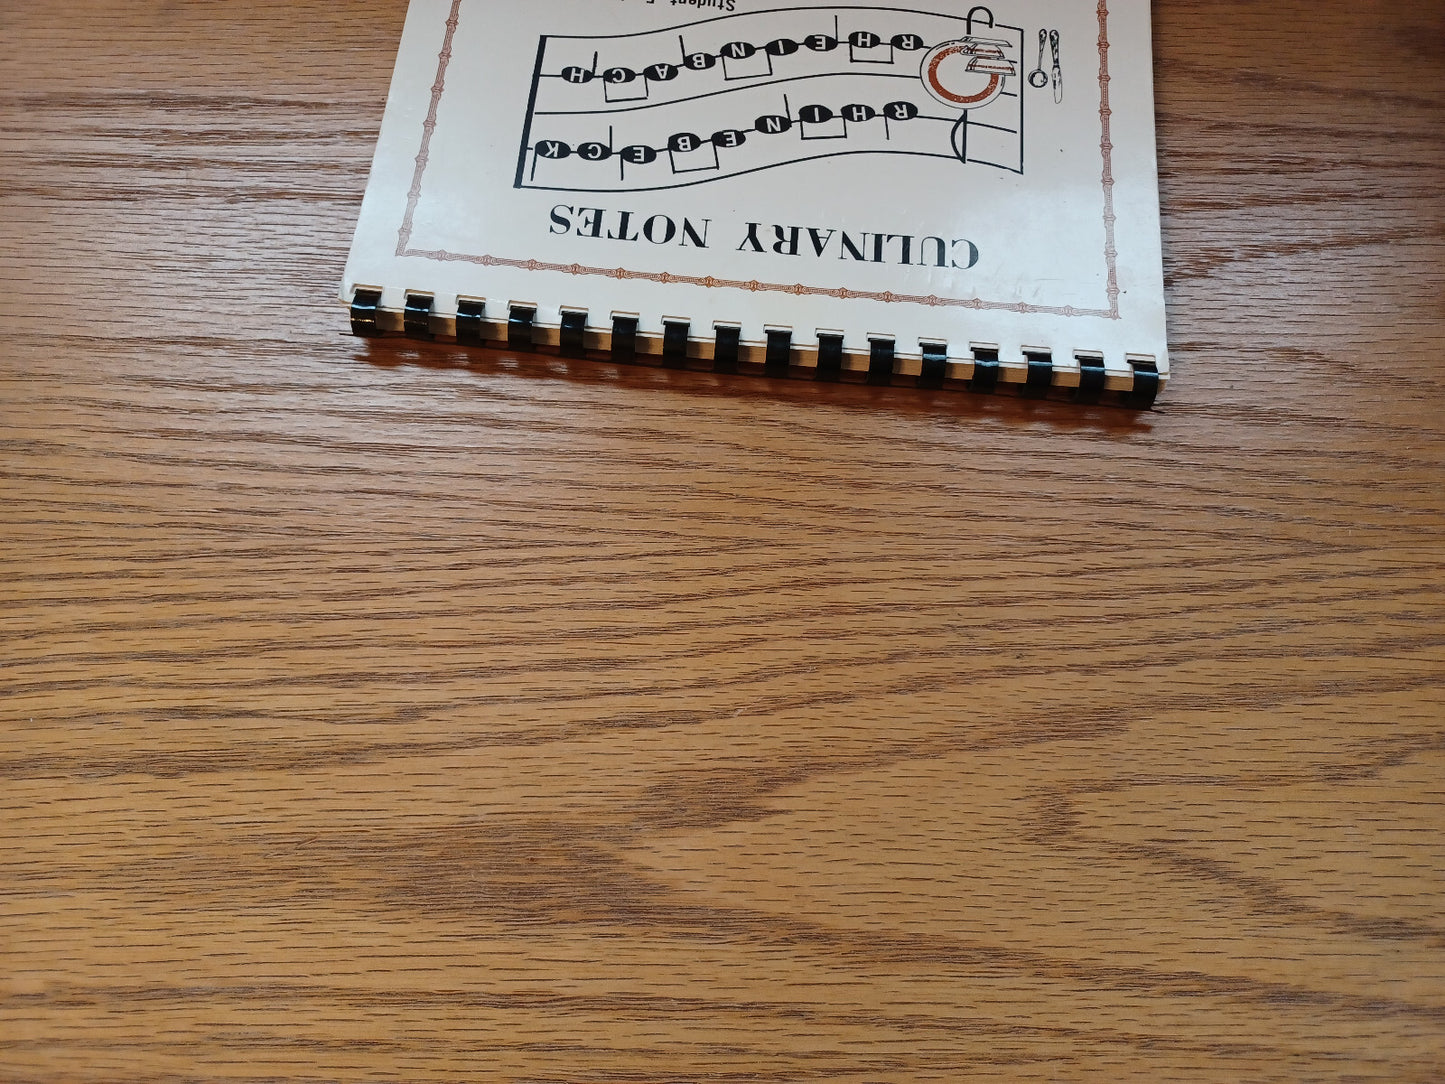 CULINARY NOTES
RHINEBECK
RHEINBACH
Student